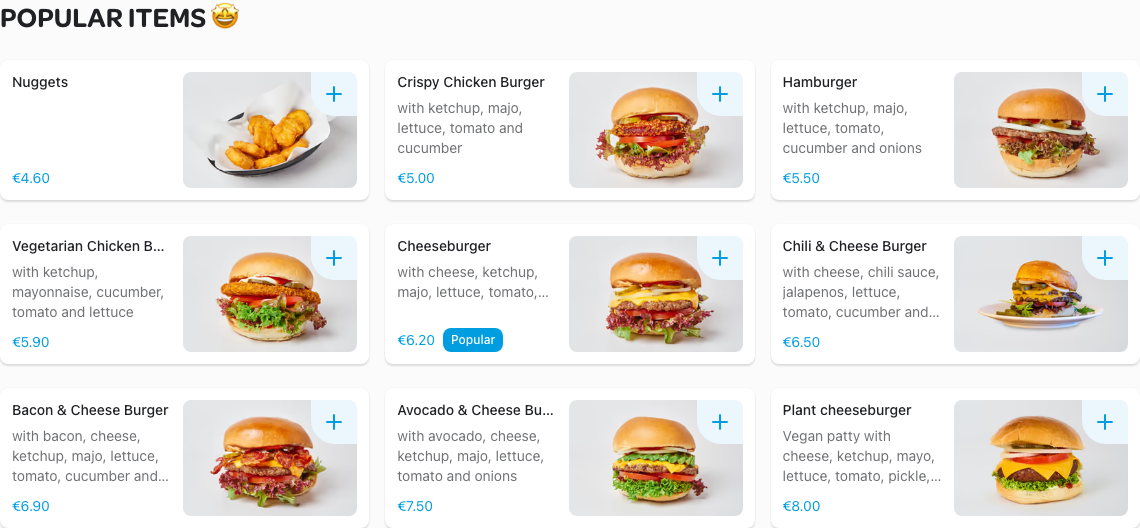 POPULAR ITEMS 🤩
Nuggets
€4.60
Crispy Chicken Burger
with ketchup, majo,
lettuce, tomato and
cucumber
€5.00
Hamburger
with ketchup, majo,
lettuce, tomato,
cucumber and onions
€5.50
Vegetarian Chicken B...
with ketchup,
mayonnaise, cucumber,
tomato and lettuce
€5.90
Cheeseburger
with cheese, ketchup,
majo, lettuce, tomato,...
€6.20 Popular
Chili & Cheese Burger
with cheese, chili sauce,
jalapenos, lettuce,
tomato, cucumber and...
€6.50
Bacon & Cheese Burger
with bacon, cheese,
ketchup, majo, lettuce,
tomato, cucumber and...
€6.90
Avocado & Cheese Bu...
with avocado, cheese,
ketchup, majo, lettuce,
tomato and onions
€7.50
Plant cheeseburger
Vegan patty with
cheese, ketchup, mayo,
lettuce, tomato, pickle,...
€8.00